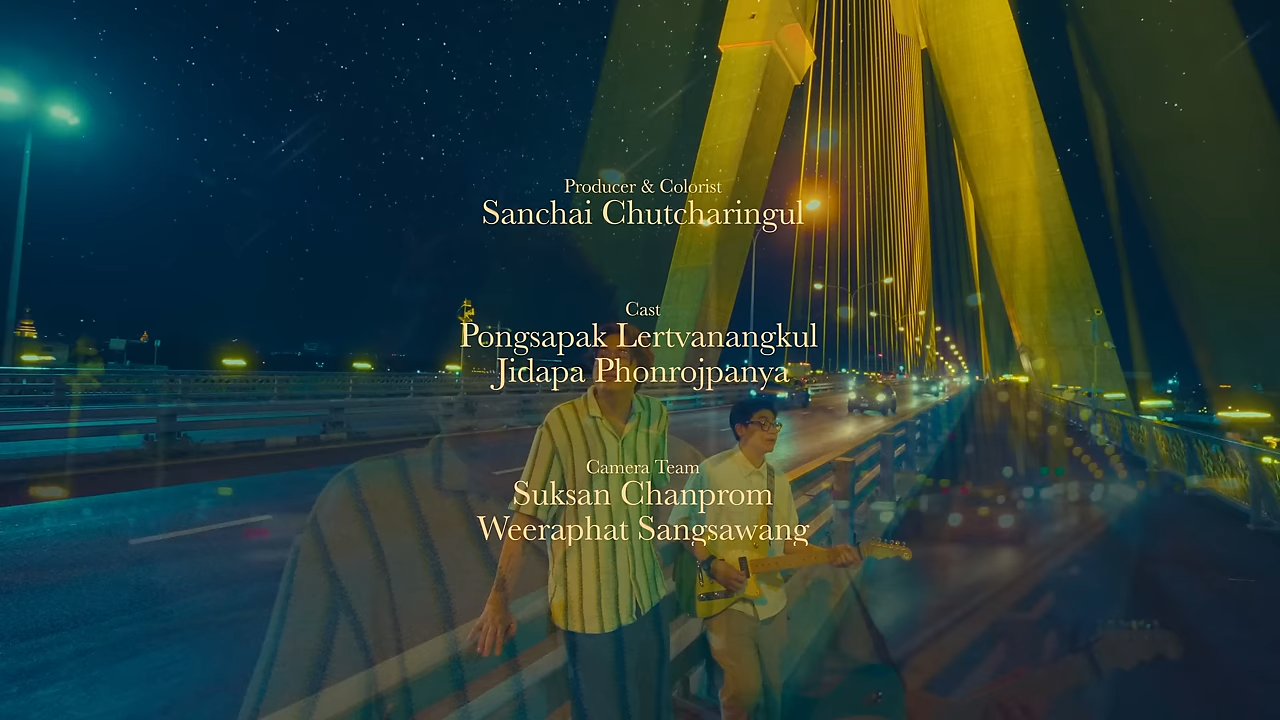 Producer & Colorist
Sanchai Chutcharingul
Cast
Pongsapak Lertvanangkul
Jidapa Phonrojpanya
Camera Team
Suksan Chanprom
Weeraphat Sangsawang